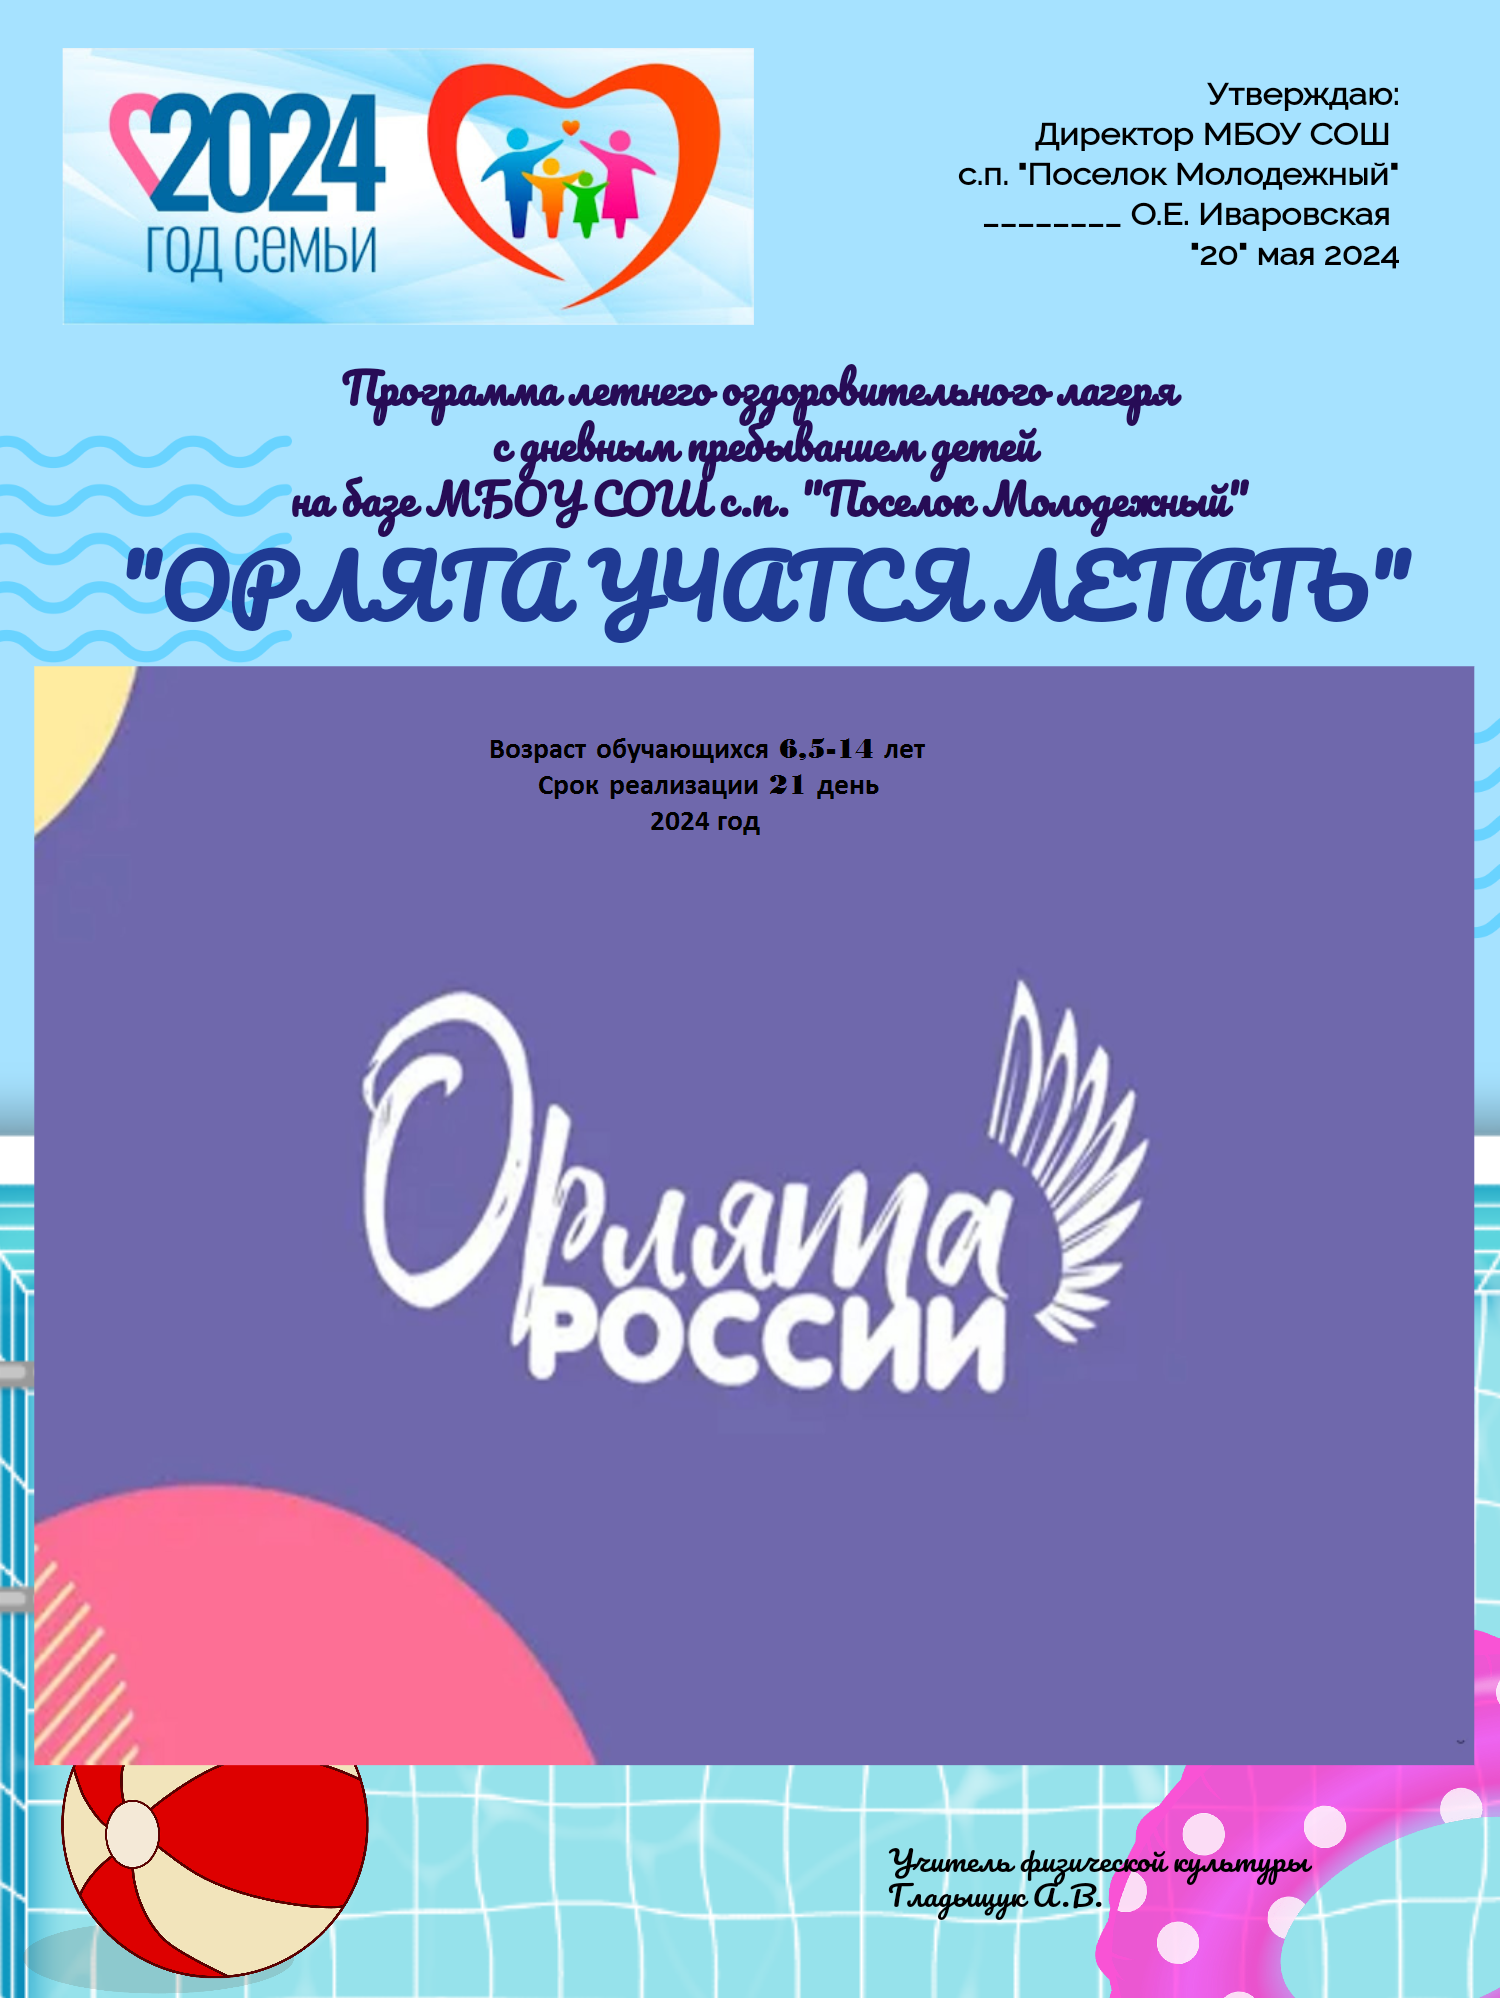 2024
ГОД СЕМЬИ
Утверждаю:
Директор МБОУ СОШ
с.п. "Поселок Молодежный"
________ О.Е. Иваровская
"20" мая 2024
Программа летнего оздоровительного лагеря
с дневным пребыванием детей
на базе МБОУ СОШ с.п. "Поселок Молодежный"
"ОРЛЯТА УЧАТСЯ ЛЕТАТЬ"
Возраст обучающихся 6,5-14 лет
Срок реализации 21 день
2024 год
Орлята
РОССИИ
Учитель физической культуры
Гладыщук А.В.